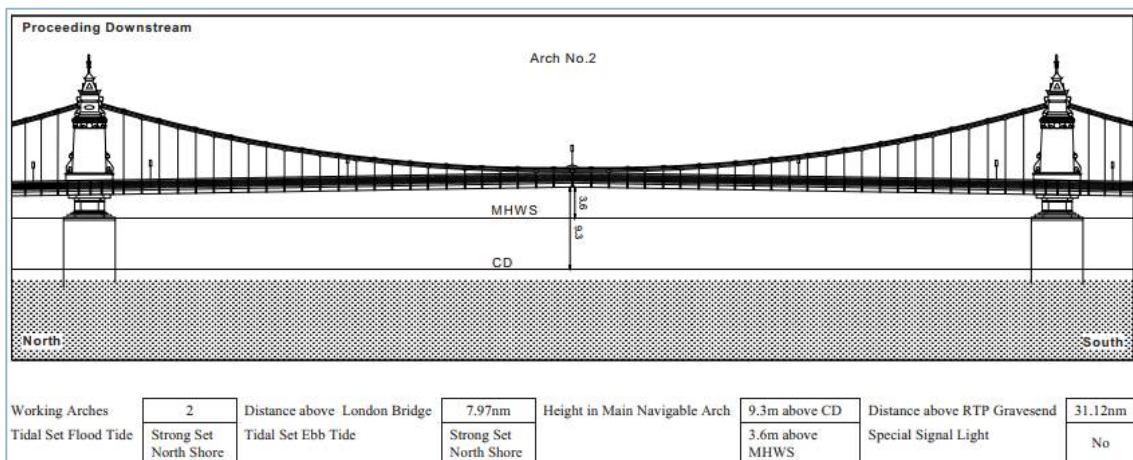 Proceeding Downstream
Arch No.2
MHWS
3.6
9.3
CD
North
South:
Working Arches 2 Distance above London Bridge 7.97nm Height in Main Navigable Arch 9.3m above CD Distance above RTP Gravesend 31.12nm
Tidal Set Flood Tide Strong Set North Shore Tidal Set Ebb Tide Strong Set North Shore 3.6m above MHWS Special Signal Light No